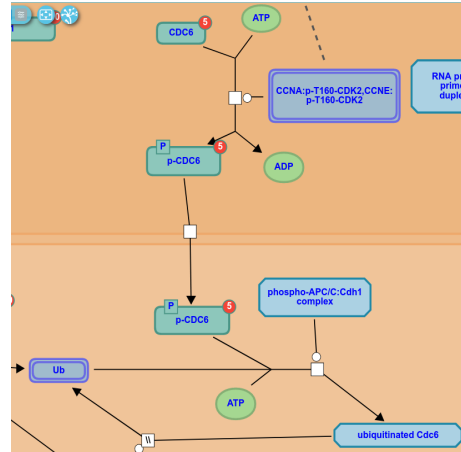 CDC6
5
ATP
CCNA:p-T160-CDK2,CCNE:
p-T160-CDK2
RNA pr
prime
duple
P
p-CDC6
5
ADP
phospho-APC/C:Cdh1
complex
P
p-CDC6
5
Ub
ATP
\\
ubiquitinated Cdc6